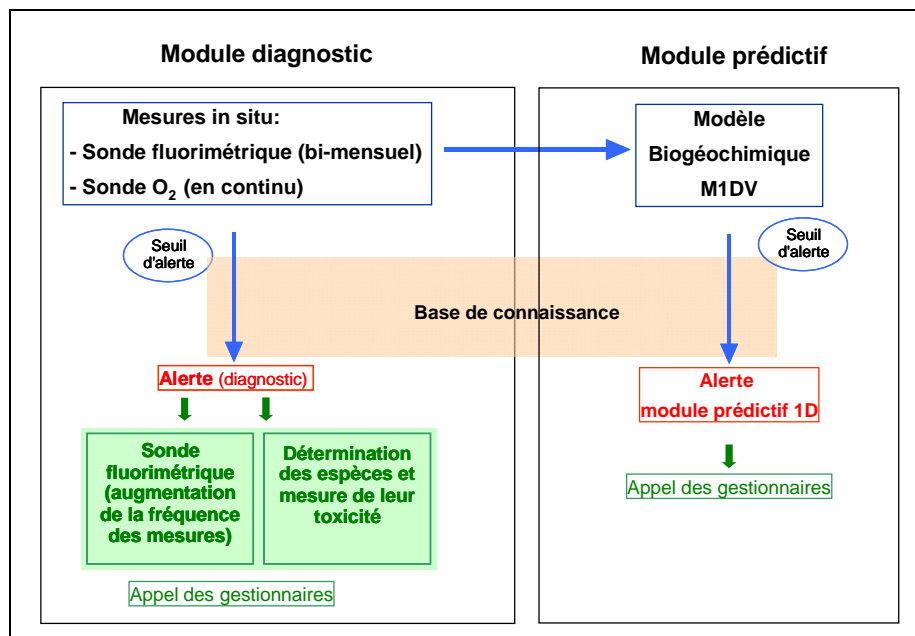 Module diagnostic
Module prédictif
Mesures in situ:
- Sonde fluorimétrique (bi-mensuel)
- Sonde O₂ (en continu)
Modèle
Biogéochimique
M1DV
Seuil
d'alerte
Seuil
d'alerte
Base de connaissance
Alerte (diagnostic)
Alerte
module prédictif 1D
Sonde
fluorimétrique
(augmentation
de la fréquence
des mesures)
Détermination
des espèces et
mesure de leur
toxicité
Appel des gestionnaires
Appel des gestionnaires